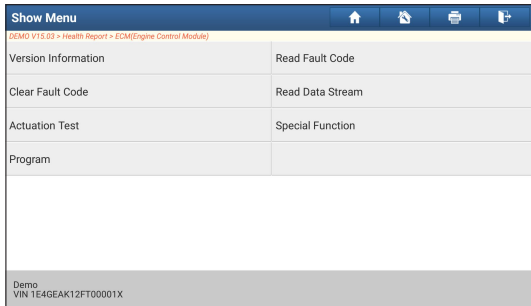 Show Menu
DEMO V15.03 > Health Report > ECM(Engine Control Module)
Version Information
Read Fault Code
Clear Fault Code
Read Data Stream
Actuation Test
Special Function
Program
Demo
VIN 1E4GEAK12FT00001X